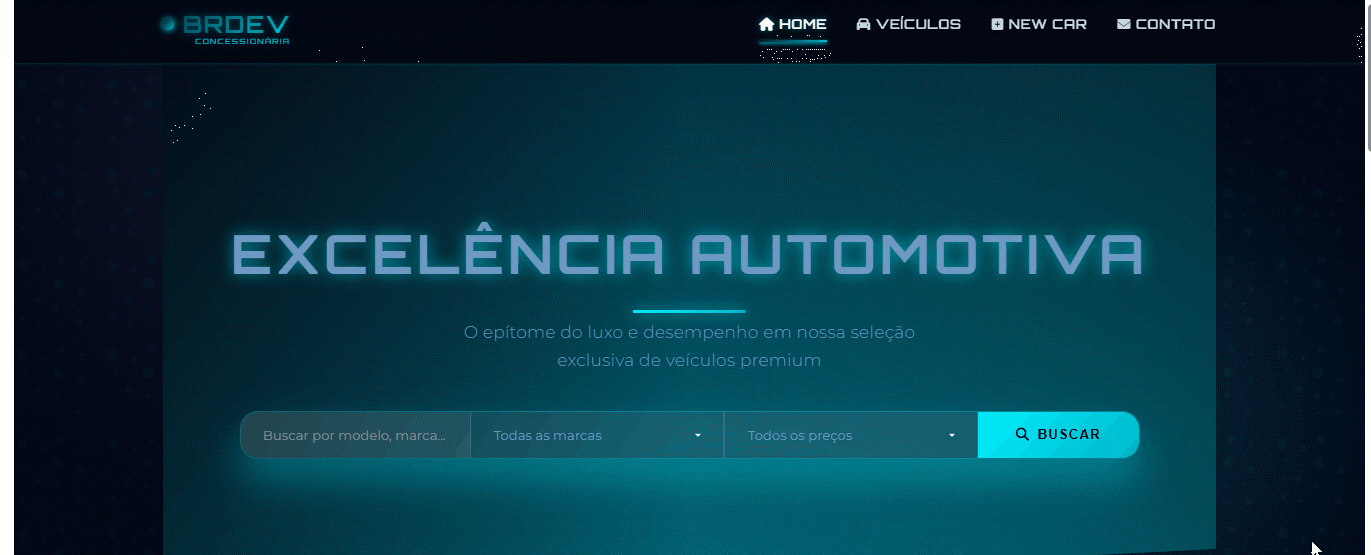 BRDEV
CONCESSIONÁRIA
HOME
VEÍCULOS
NEW CAR
CONTATO
EXCELÊNCIA AUTOMOTIVA
O epítome do luxo e desempenho em nossa seleção
exclusiva de veículos premium
Buscar por modelo, marca...
Todas as marcas
Todos os preços
BUSCAR